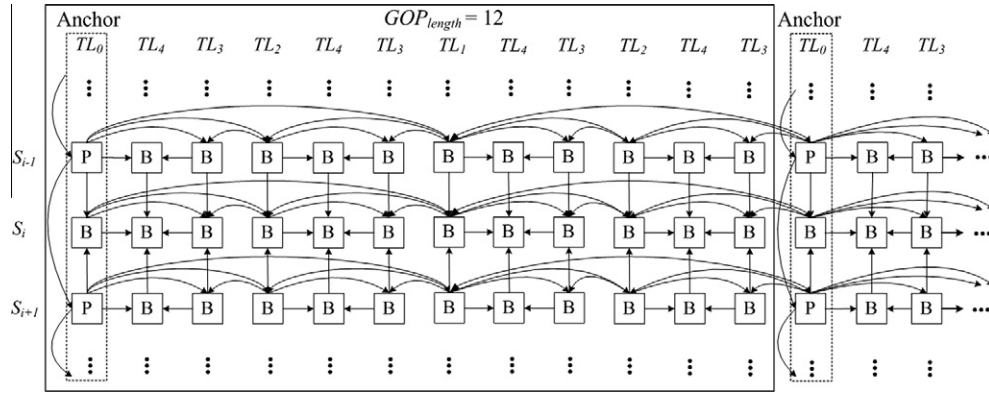 GOPlength = 12
Anchor Anchor
TL0 TL4 TL3 TL2 TL4 TL3 TL1 TL4 TL3 TL2 TL4 TL3 TL0 TL4 TL3
Si-1 P B B B B B B B B B B B P B B
Si B B B B B B B B B B B B B B B
Si+1 P B B B B B B B B B B B P B B